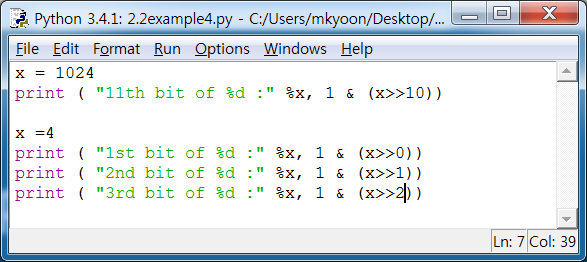 Python 3.4.1: 2.2example4.py - C:/Users/mkyoon/Desktop/...
File Edit Format Run Options Windows Help
x = 1024
print ( "11th bit of %d :" %x, 1 & (x>>10))
x =4
print ( "1st bit of %d :" %x, 1 & (x>>0))
print ( "2nd bit of %d :" %x, 1 & (x>>1))
print ( "3rd bit of %d :" %x, 1 & (x>>2))
Ln: 7 Col: 39